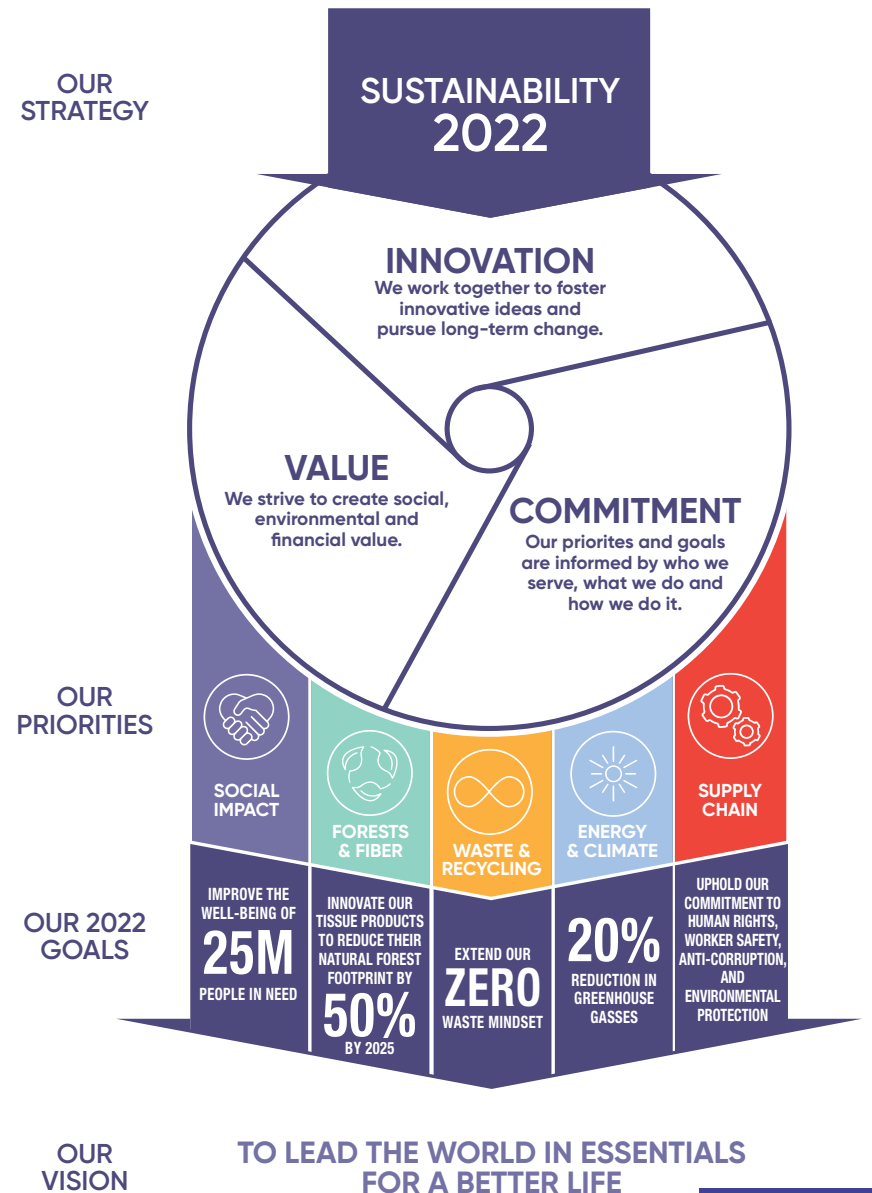 OUR
STRATEGY
SUSTAINABILITY
2022
INNOVATION
We work together to foster
innovative ideas and
pursue long-term change.
VALUE
We strive to create social,
environmental and
financial value.
COMMITMENT
Our priorites and goals
are informed by who we
serve, what we do and
how we do it.
OUR
PRIORITIES
SOCIAL
IMPACT
FORESTS
& FIBER
WASTE &
RECYCLING
ENERGY
& CLIMATE
SUPPLY
CHAIN
OUR 2022
GOALS
IMPROVE THE
WELL-BEING OF
25M
PEOPLE IN NEED
INNOVATE OUR
TISSUE PRODUCTS
TO REDUCE THEIR
NATURAL FOREST
FOOTPRINT BY
50%
BY 2025
EXTEND OUR
ZERO
WASTE MINDSET
20%
REDUCTION IN
GREENHOUSE
GASSES
UPHOLD OUR
COMMITMENT TO
HUMAN RIGHTS,
WORKER SAFETY,
ANTI-CORRUPTION,
AND
ENVIRONMENTAL
PROTECTION
OUR
VISION
TO LEAD THE WORLD IN ESSENTIALS
FOR A BETTER LIFE